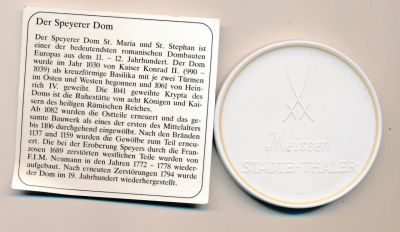 Der Speyerer Dom
Der Speyerer Dom St. Maria und St. Stephan ist
einer der bedeutendsten romanischen Dombauten
Europas aus dem 11. - 12. Jahrhundert. Der Dom
wurde im Jahr 1030 von Kaiser Konrad II. (990 -
1039) als kreuzförmige Basilika mit je zwei Türmen
im Osten und Westen begonnen und 1061 von Hein-
rich IV. geweiht. Die 1041 geweihte Krypta des
Doms ist die Ruhestätte von acht Königen und Kai-
sern des heiligen Römischen Reiches.
Ab 1082 wurden die Ostteile erneuert und das ge-
samte Bauwerk als eines der ersten des Mittelalters
bis 1106 durchgehend eingewölbt. Nach den Bränden
1137 und 1159 wurden die Gewölbe zum Teil erneu-
ert. Die bei der Eroberung Speyers durch die Fran-
zosen 1689 zerstörten westlichen Teile wurden von
F.I.M. Neumann in den Jahren 1772 - 1778 wieder-
aufgebaut. Nach erneuten Zerstörungen 1794 wurde
der Dom im 19. Jahrhundert wiederhergestellt.
Meissen
STÄDTE-THALER